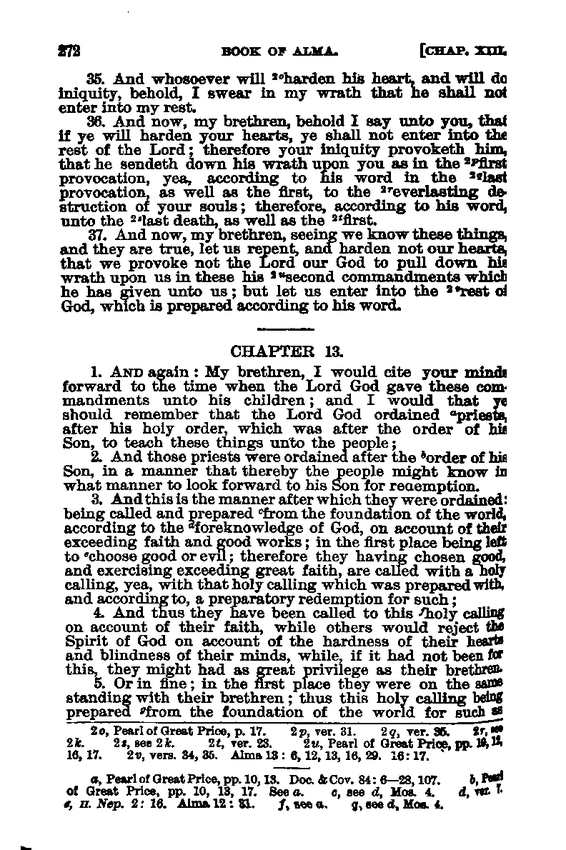 272 BOOK OF ALMA. [CHAP. XIII.
35. And whosoever will 2oharden his heart, and will do
iniquity, behold, I swear in my wrath that he shall not
enter into my rest.
36. And now, my brethren, behold I say unto you, that
if ye will harden your hearts, ye shall not enter into the
rest of the Lord; therefore your iniquity provoketh him,
that he sendeth down his wrath upon you as in the 2pfirst
provocation, yea, according to his word in the 2qlast
provocation, as well as the first, to the 2reverlasting de-
struction of your souls; therefore, according to his word,
unto the 2slast death, as well as the 2tfirst.
37. And now, my brethren, seeing we know these things,
and they are true, let us repent, and harden not our hearts,
that we provoke not the Lord our God to pull down his
wrath upon us in these his 2usecond commandments which
he has given unto us; but let us enter into the 2vrest of
God, which is prepared according to his word.
CHAPTER 13.
1. AND again: My brethren, I would cite your minds
forward to the time when the Lord God gave these com-
mandments unto his children; and I would that ye
should remember that the Lord God ordained apriests,
after his holy order, which was after the order of his
Son, to teach these things unto the people;
2. And those priests were ordained after the border of his
Son, in a manner that thereby the people might know in
what manner to look forward to his Son for redemption.
3. And this is the manner after which they were ordained:
being called and prepared cfrom the foundation of the world,
according to the dforeknowledge of God, on account of their
exceeding faith and good works; in the first place being left
to echoose good or evil; therefore they having chosen good,
and exercising exceeding great faith, are called with a holy
calling, yea, with that holy calling which was prepared with,
and according to, a preparatory redemption for such;
4. And thus they have been called to this fholy calling
on account of their faith, while others would reject the
Spirit of God on account of the hardness of their hearts
and blindness of their minds, while, if it had not been for
this, they might had as great privilege as their brethren.
5. Or in fine; in the first place they were on the same
standing with their brethren; thus this holy calling being
prepared gfrom the foundation of the world for such as
2o, Pearl of Great Price, p. 17. 2p, ver. 31. 2q, ver. 35. 2r, see
2k. 2s, see 2k. 2t, ver. 23. 2u, Pearl of Great Price, pp. 10, 12,
16, 17. 2v, vers. 34, 35. Alma 13: 6, 12, 13, 16, 29. 16: 17.
a, Pearl of Great Price, pp. 10, 13. Doc. & Cov. 84: 6—28, 107. b, Pearl
of Great Price, pp. 10, 13, 17. See a. c, see d, Mos. 4. d, ver. 7.
e, II. Nep. 2: 16. Alma 12: 31. f, see a. g, see d, Mos. 4.